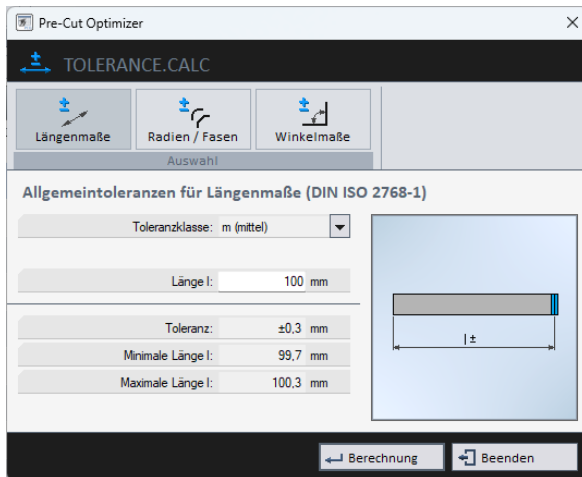 Pre-Cut Optimizer
TOLERANCE.CALC
Längenmaße
Radien / Fasen
Winkelmaße
Auswahl
Allgemeintoleranzen für Längenmaße (DIN ISO 2768-1)
Toleranzklasse: m (mittel)
Länge l: 100 mm
Toleranz: ±0,3 mm
Minimale Länge l: 99,7 mm
Maximale Länge l: 100,3 mm
l ±
Berechnung
Beenden